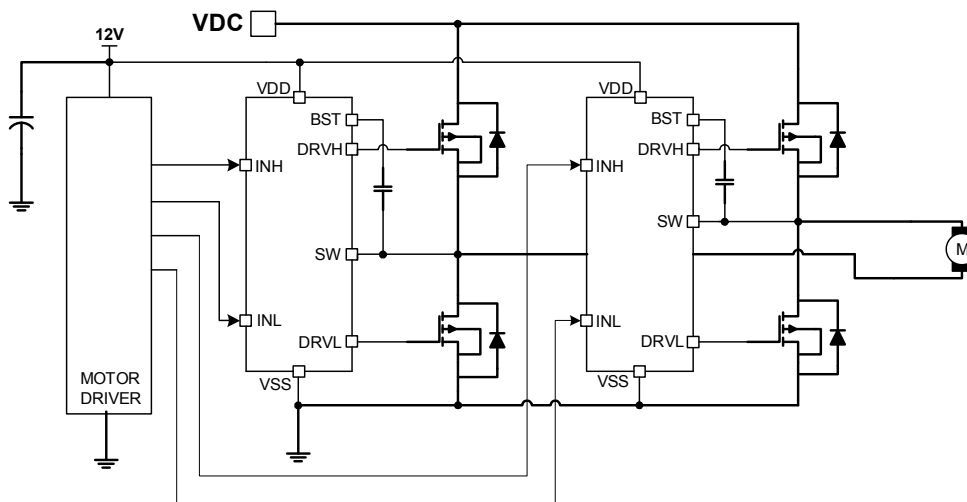 VDC
12V
VDD
BST
DRVH
INH
SW
INL
DRVL
VSS
MOTOR
DRIVER
VDD
BST
DRVH
INH
SW
INL
DRVL
VSS
M